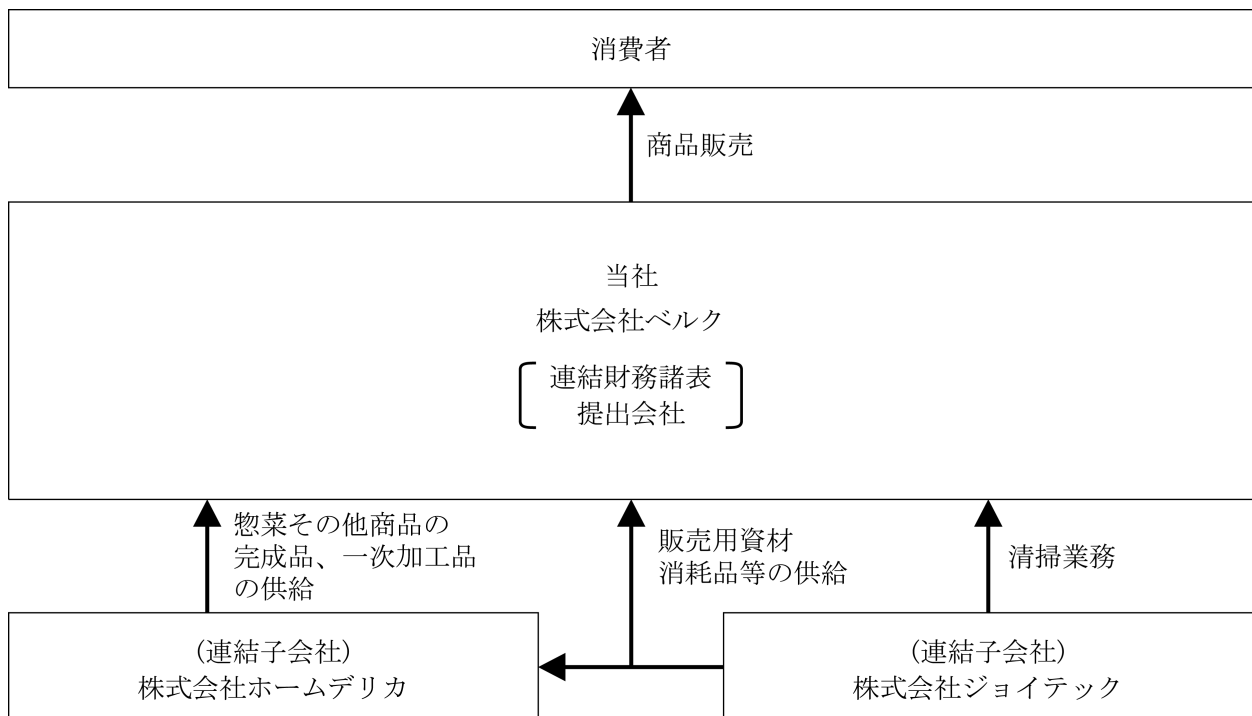 消費者
商品販売
当社
株式会社ベルク
連結財務諸表
提出会社
惣菜その他商品の
完成品、一次加工品
の供給
販売用資材
消耗品等の供給
清掃業務
(連結子会社)
株式会社ホームデリカ
(連結子会社)
株式会社ジョイテック